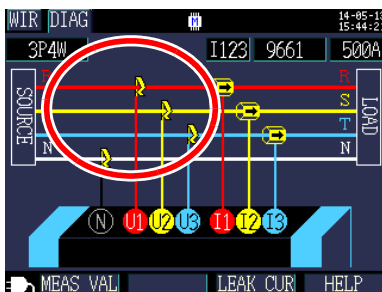 WIR DIAG M 14-05-1
15:44:2
3P4W I123 9661 500A
R R
S
T
N N
SOURCE
LOAD
N U1 U2 U3 I1 I2 I3
MEAS VAL LEAK CUR HELP